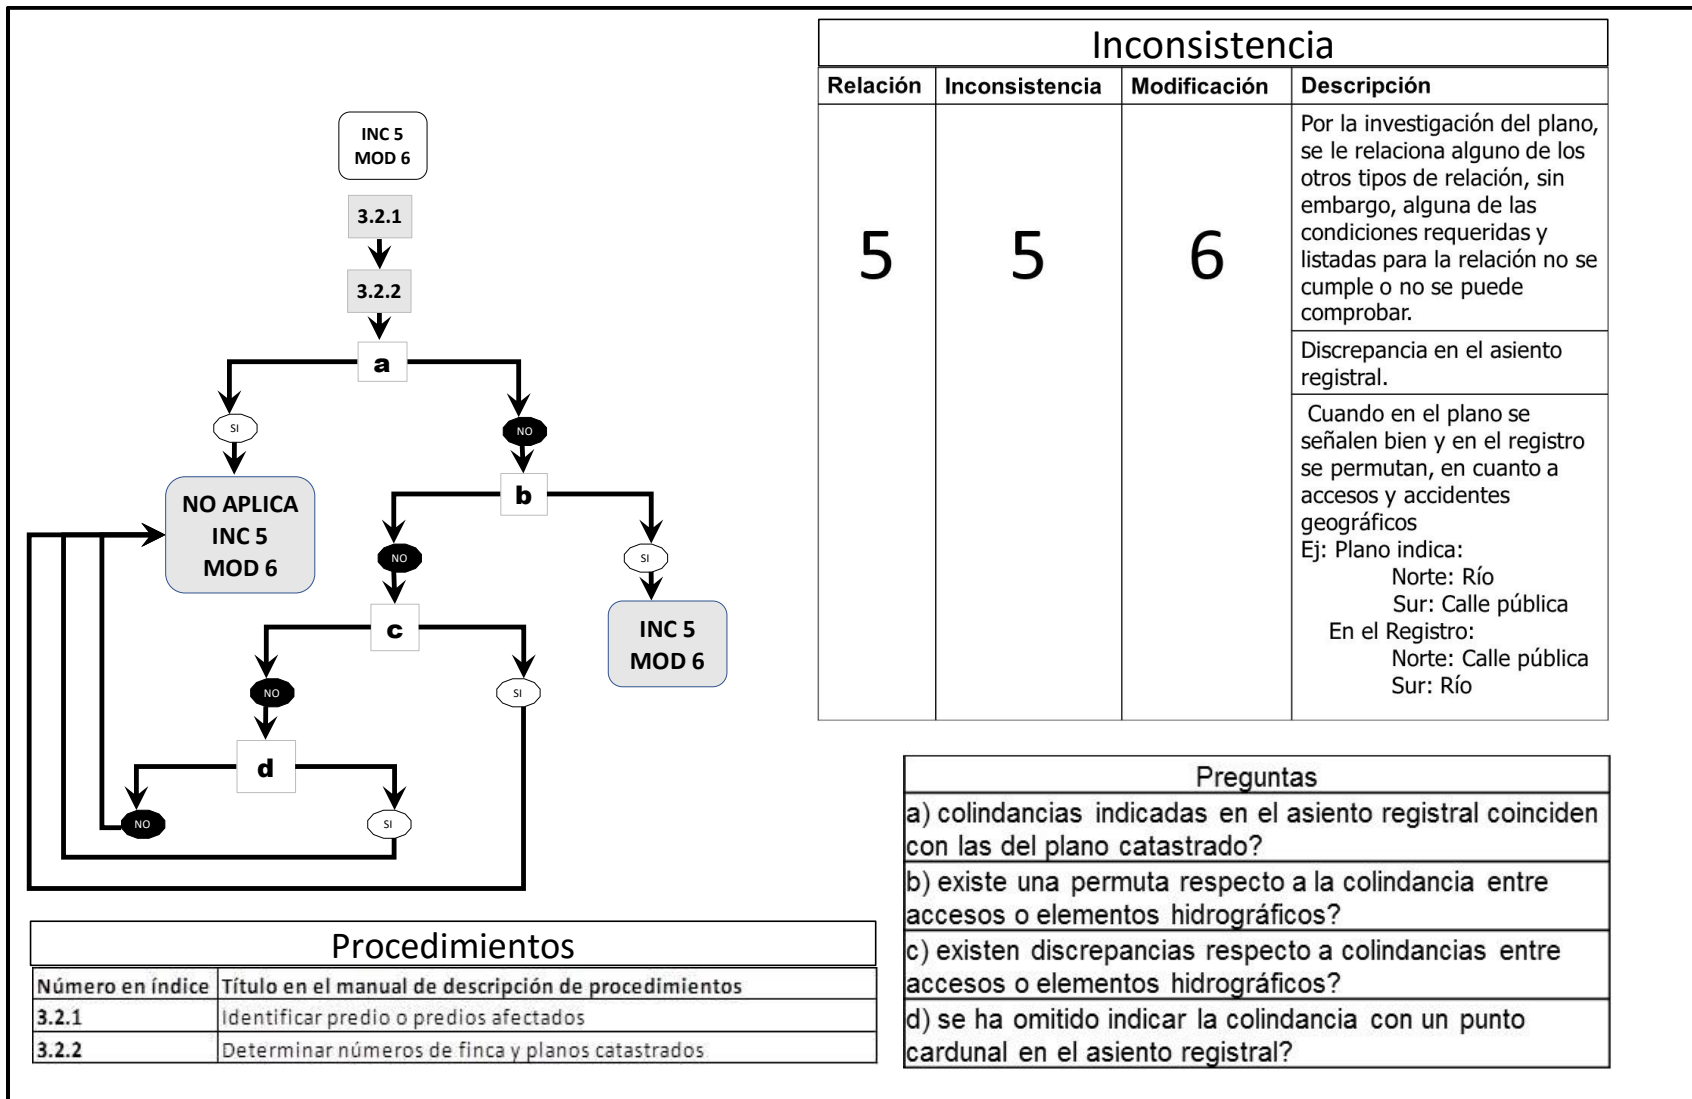 INC 5
MOD 6
3.2.1
3.2.2
a
SI
NO
NO APLICA
INC 5
MOD 6
b
NO
SI
INC 5
MOD 6
c
NO
SI
d
NO
SI
Inconsistencia
Relación Inconsistencia Modificación Descripción
5 5 6
Por la investigación del plano,
se le relaciona alguno de los
otros tipos de relación, sin
embargo, alguna de las
condiciones requeridas y
listadas para la relación no se
cumple o no se puede
comprobar.
Discrepancia en el asiento
registral.
Cuando en el plano se
señalen bien y en el registro
se permutan, en cuanto a
accesos y accidentes
geográficos
Ej: Plano indica:
Norte: Río
Sur: Calle pública
En el Registro:
Norte: Calle pública
Sur: Río
Procedimientos
Número en índice Título en el manual de descripción de procedimientos
3.2.1 Identificar predio o predios afectados
3.2.2 Determinar números de finca y planos catastrados
Preguntas
a) colindancias indicadas en el asiento registral coinciden
con las del plano catastrado?
b) existe una permuta respecto a la colindancia entre
accesos o elementos hidrográficos?
c) existen discrepancias respecto a colindancias entre
accesos o elementos hidrográficos?
d) se ha omitido indicar la colindancia con un punto
cardunal en el asiento registral?